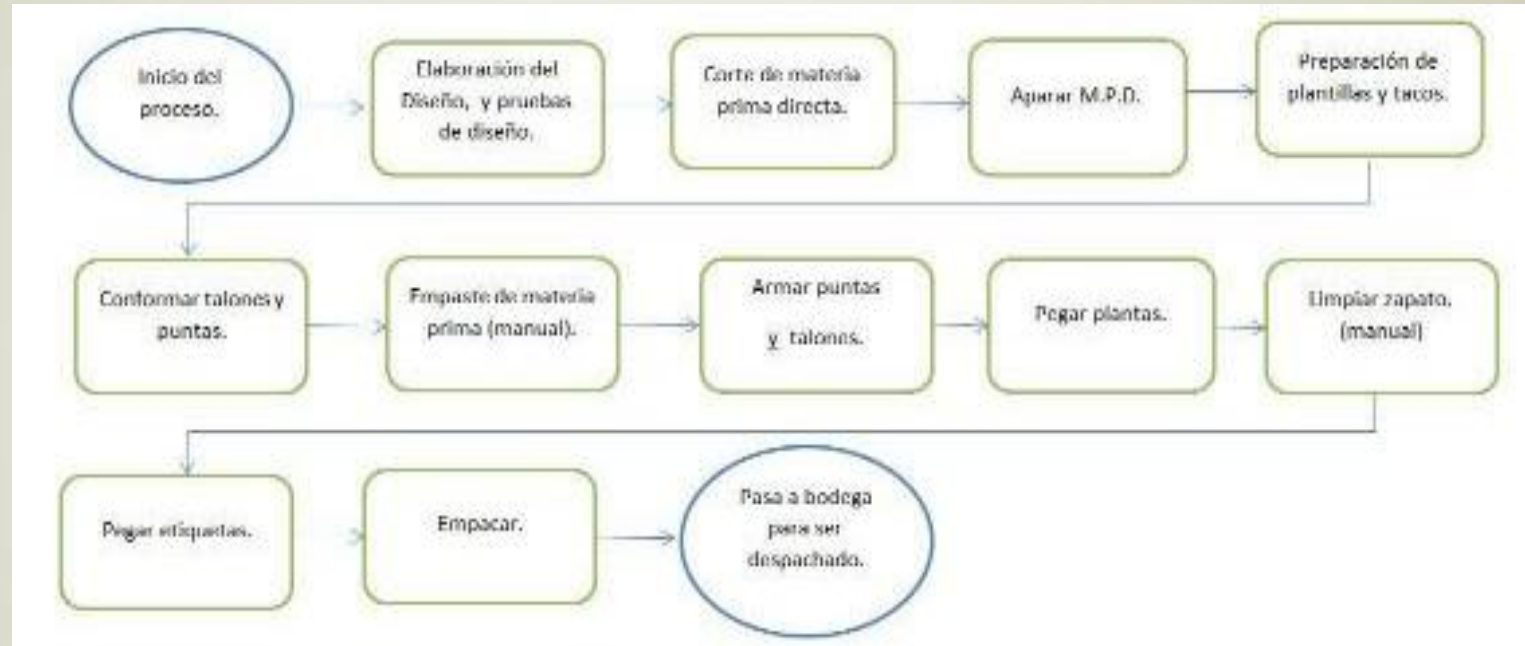 Inicio del
proceso.
Elaboración del
Diseño, y pruebas
de diseño.
Corte de materia
prima directa.
Aparar M.P.D.
Preparación de
plantillas y tacos.
Conformar talones y
puntas.
Empaste de materia
prima (manual).
Armar puntas
y talones.
Pegar plantas.
Limpiar zapato.
(manual)
Pegar etiquetas.
Empacar.
Pasa a bodega
para ser
despachado.